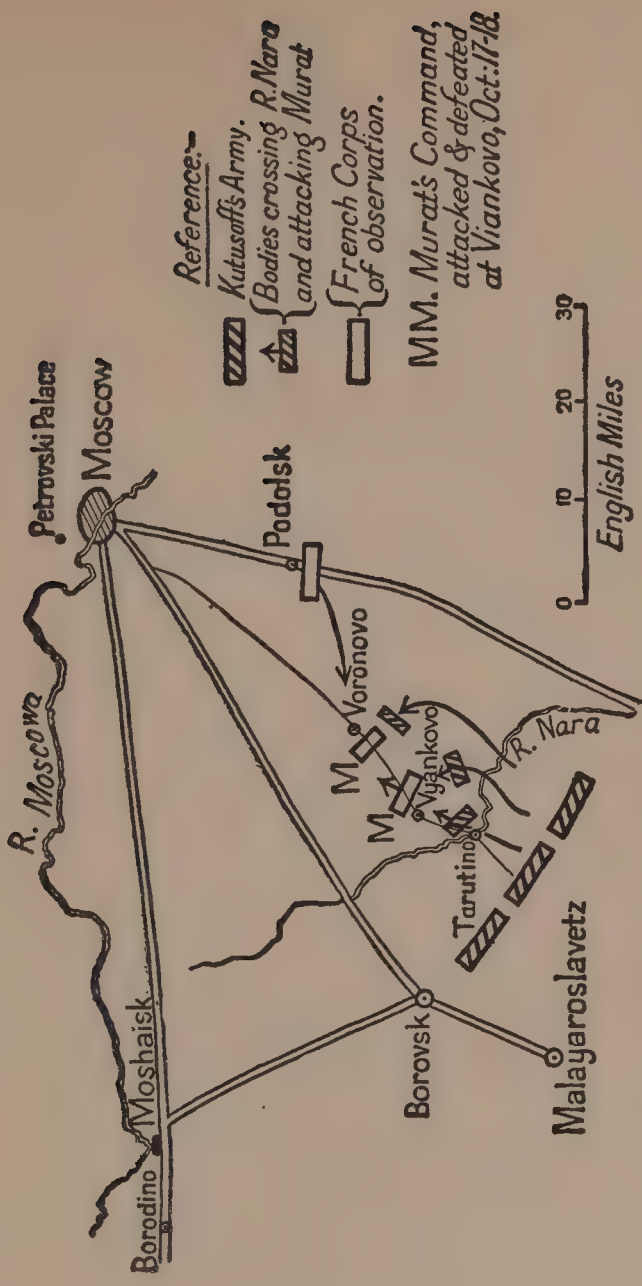 Petrovski Palace
Moscow
R. Moscowa
Borodino
Moshaisk
Podolsk
Voronovo
M
M
Vyankovo
R. Nara
Tarutino
Borovsk
Malayaroslavetz
Reference:—
Kutusoff's Army.
Bodies crossing R.Nara
and attacking Murat
French Corps
of observation.
MM. Murat's Command,
attacked & defeated
at Viankovo, Oct:17-18.
0 10 20 30
English Miles